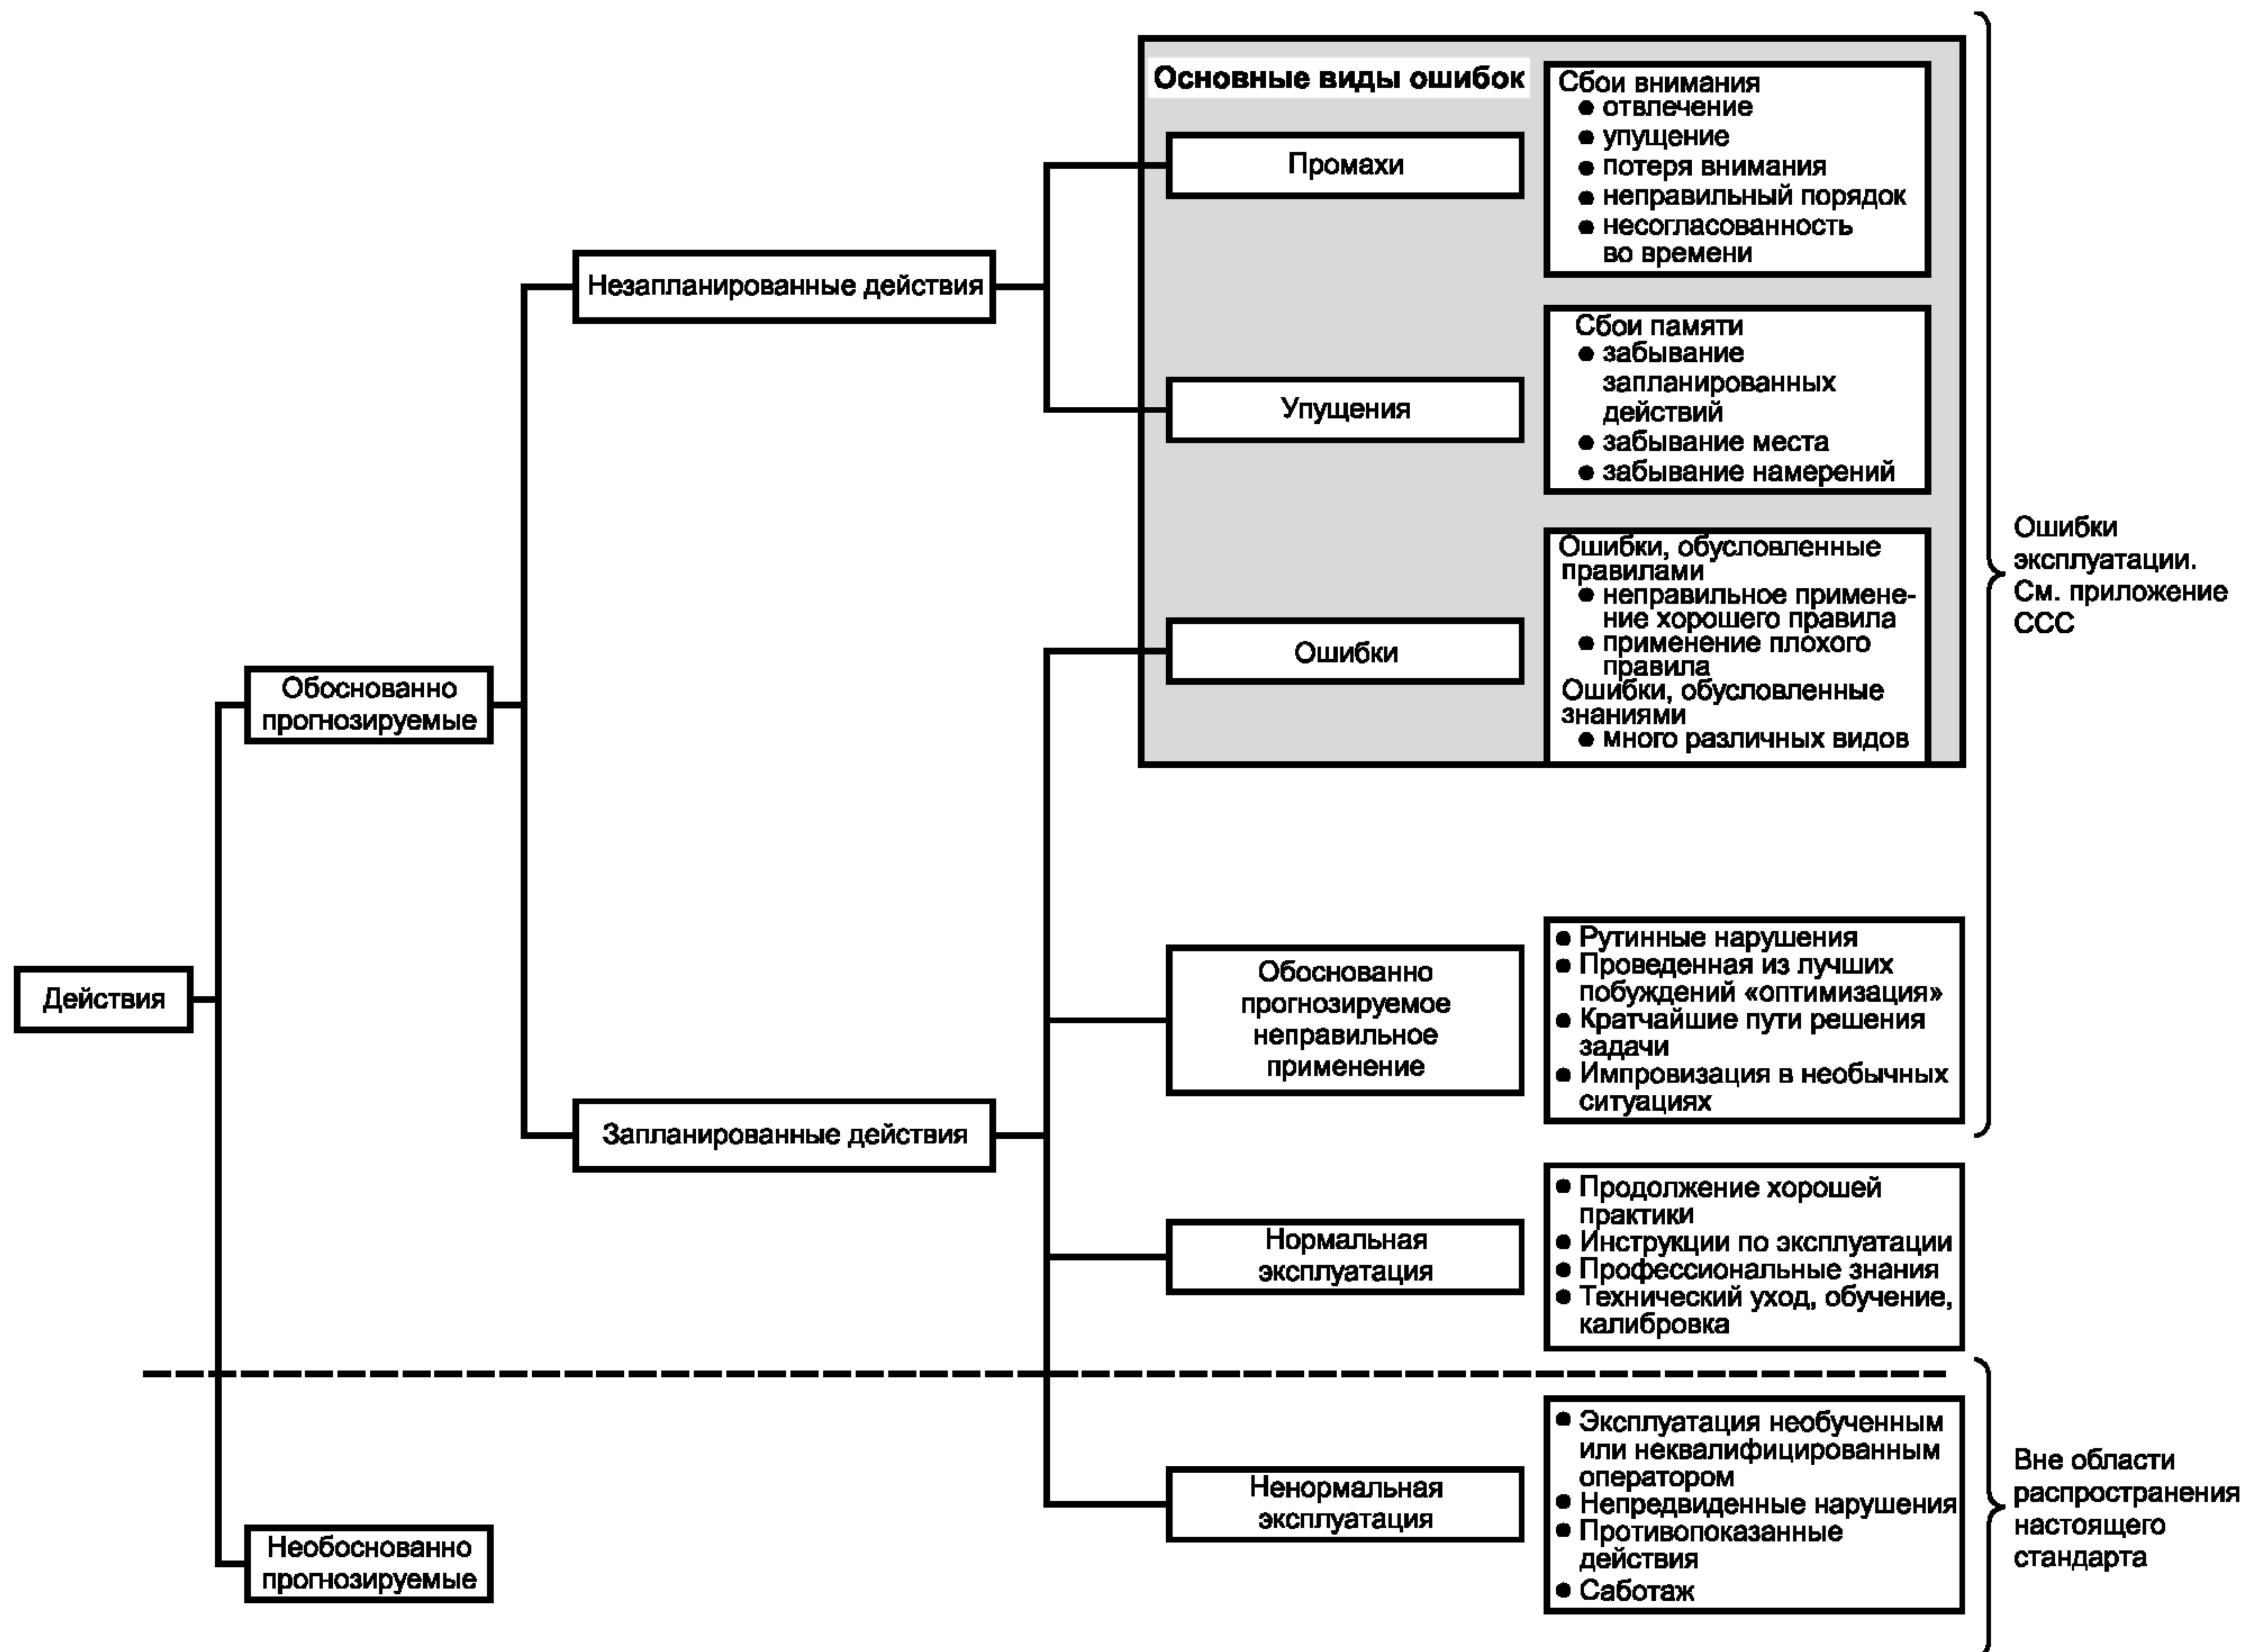 Основные виды ошибок
Промахи
Сбои внимания
● отвлечение
● упущение
● потеря внимания
● неправильный порядок
● несогласованность
во времени
Незапланированные действия
Упущения
Сбои памяти
● забывание
запланированных
действий
● забывание места
● забывание намерений
Ошибки
Ошибки, обусловленные
правилами
● неправильное примене-
ние хорошего правила
● применение плохого
правила
Ошибки, обусловленные
знаниями
● много различных видов
Ошибки
эксплуатации.
См. приложение
ССС
Обоснованно
прогнозируемые
Действия
Обоснованно
прогнозируемое
неправильное
применение
● Рутинные нарушения
● Проведенная из лучших
побуждений «оптимизация»
● Кратчайшие пути решения
задачи
● Импровизация в необычных
ситуациях
Запланированные действия
Нормальная
эксплуатация
● Продолжение хорошей
практики
● Инструкции по эксплуатации
● Профессиональные знания
● Технический уход, обучение,
калибровка
Необоснованно
прогнозируемые
Ненормальная
эксплуатация
● Эксплуатация необученным
или неквалифицированным
оператором
● Непредвиденные нарушения
● Противопоказанные
действия
● Саботаж
Вне области
распространения
настоящего
стандарта